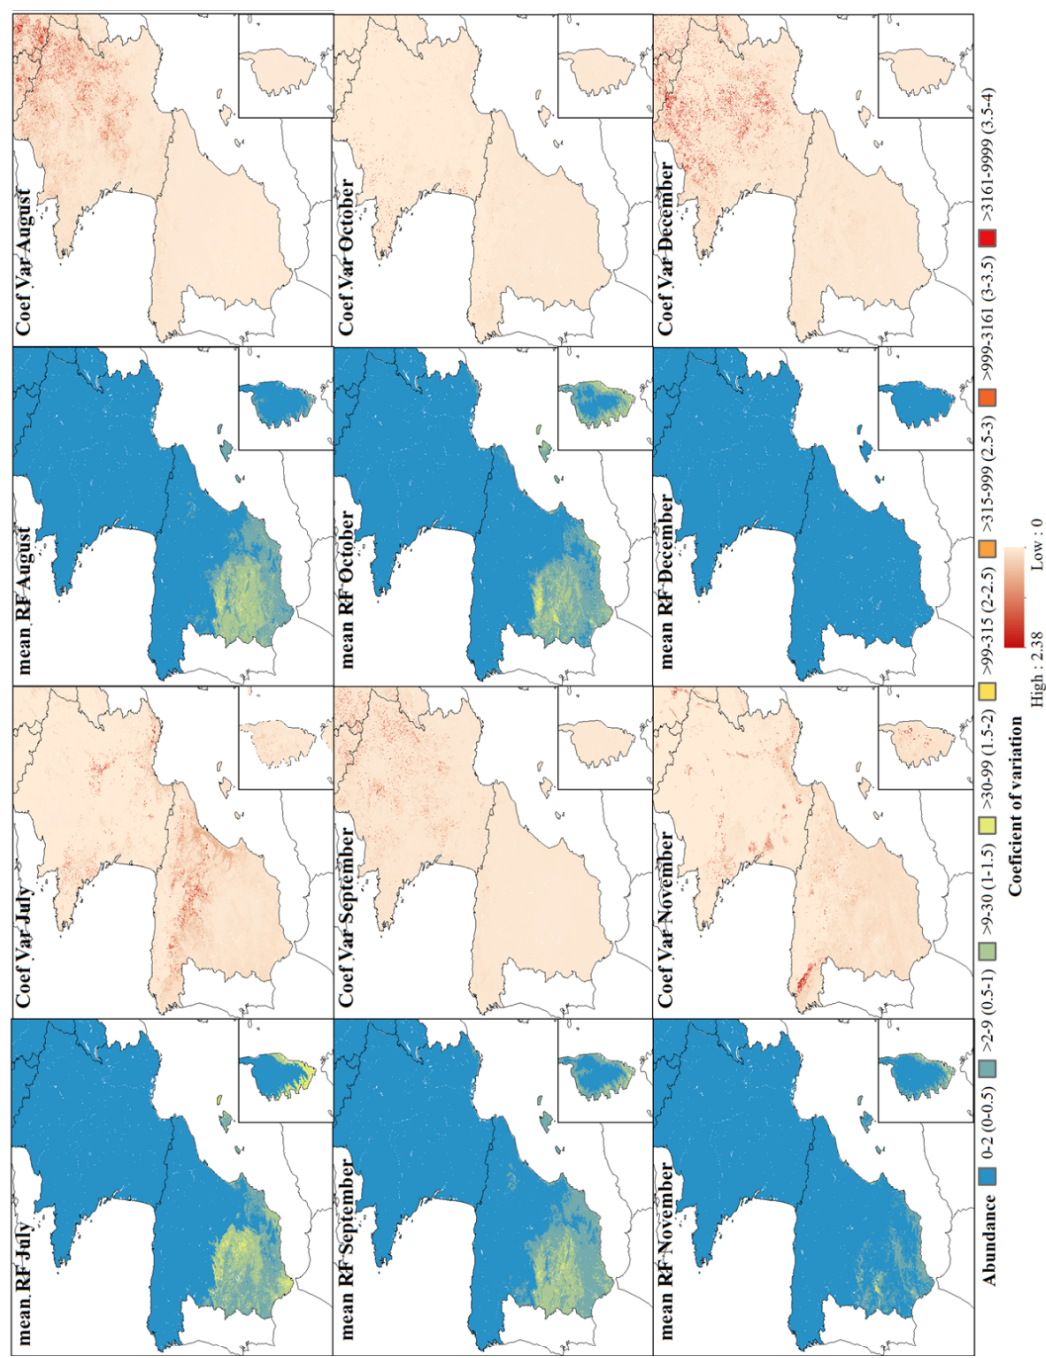 mean RF July
Coef Var July
mean RF August
Coef Var August
mean RF September
Coef Var September
mean RF October
Coef Var October
mean RF November
Coef Var November
mean RF December
Coef Var December
Abundance 0-2 (0-0.5) >2-9 (0.5-1) >9-30 (1-1.5) >30-99 (1.5-2) >99-315 (2-2.5) >315-999 (2.5-3) >999-3161 (3-3.5) >3161-9999 (3.5-4)
Coeficient of variation
High : 2.38 Low : 0